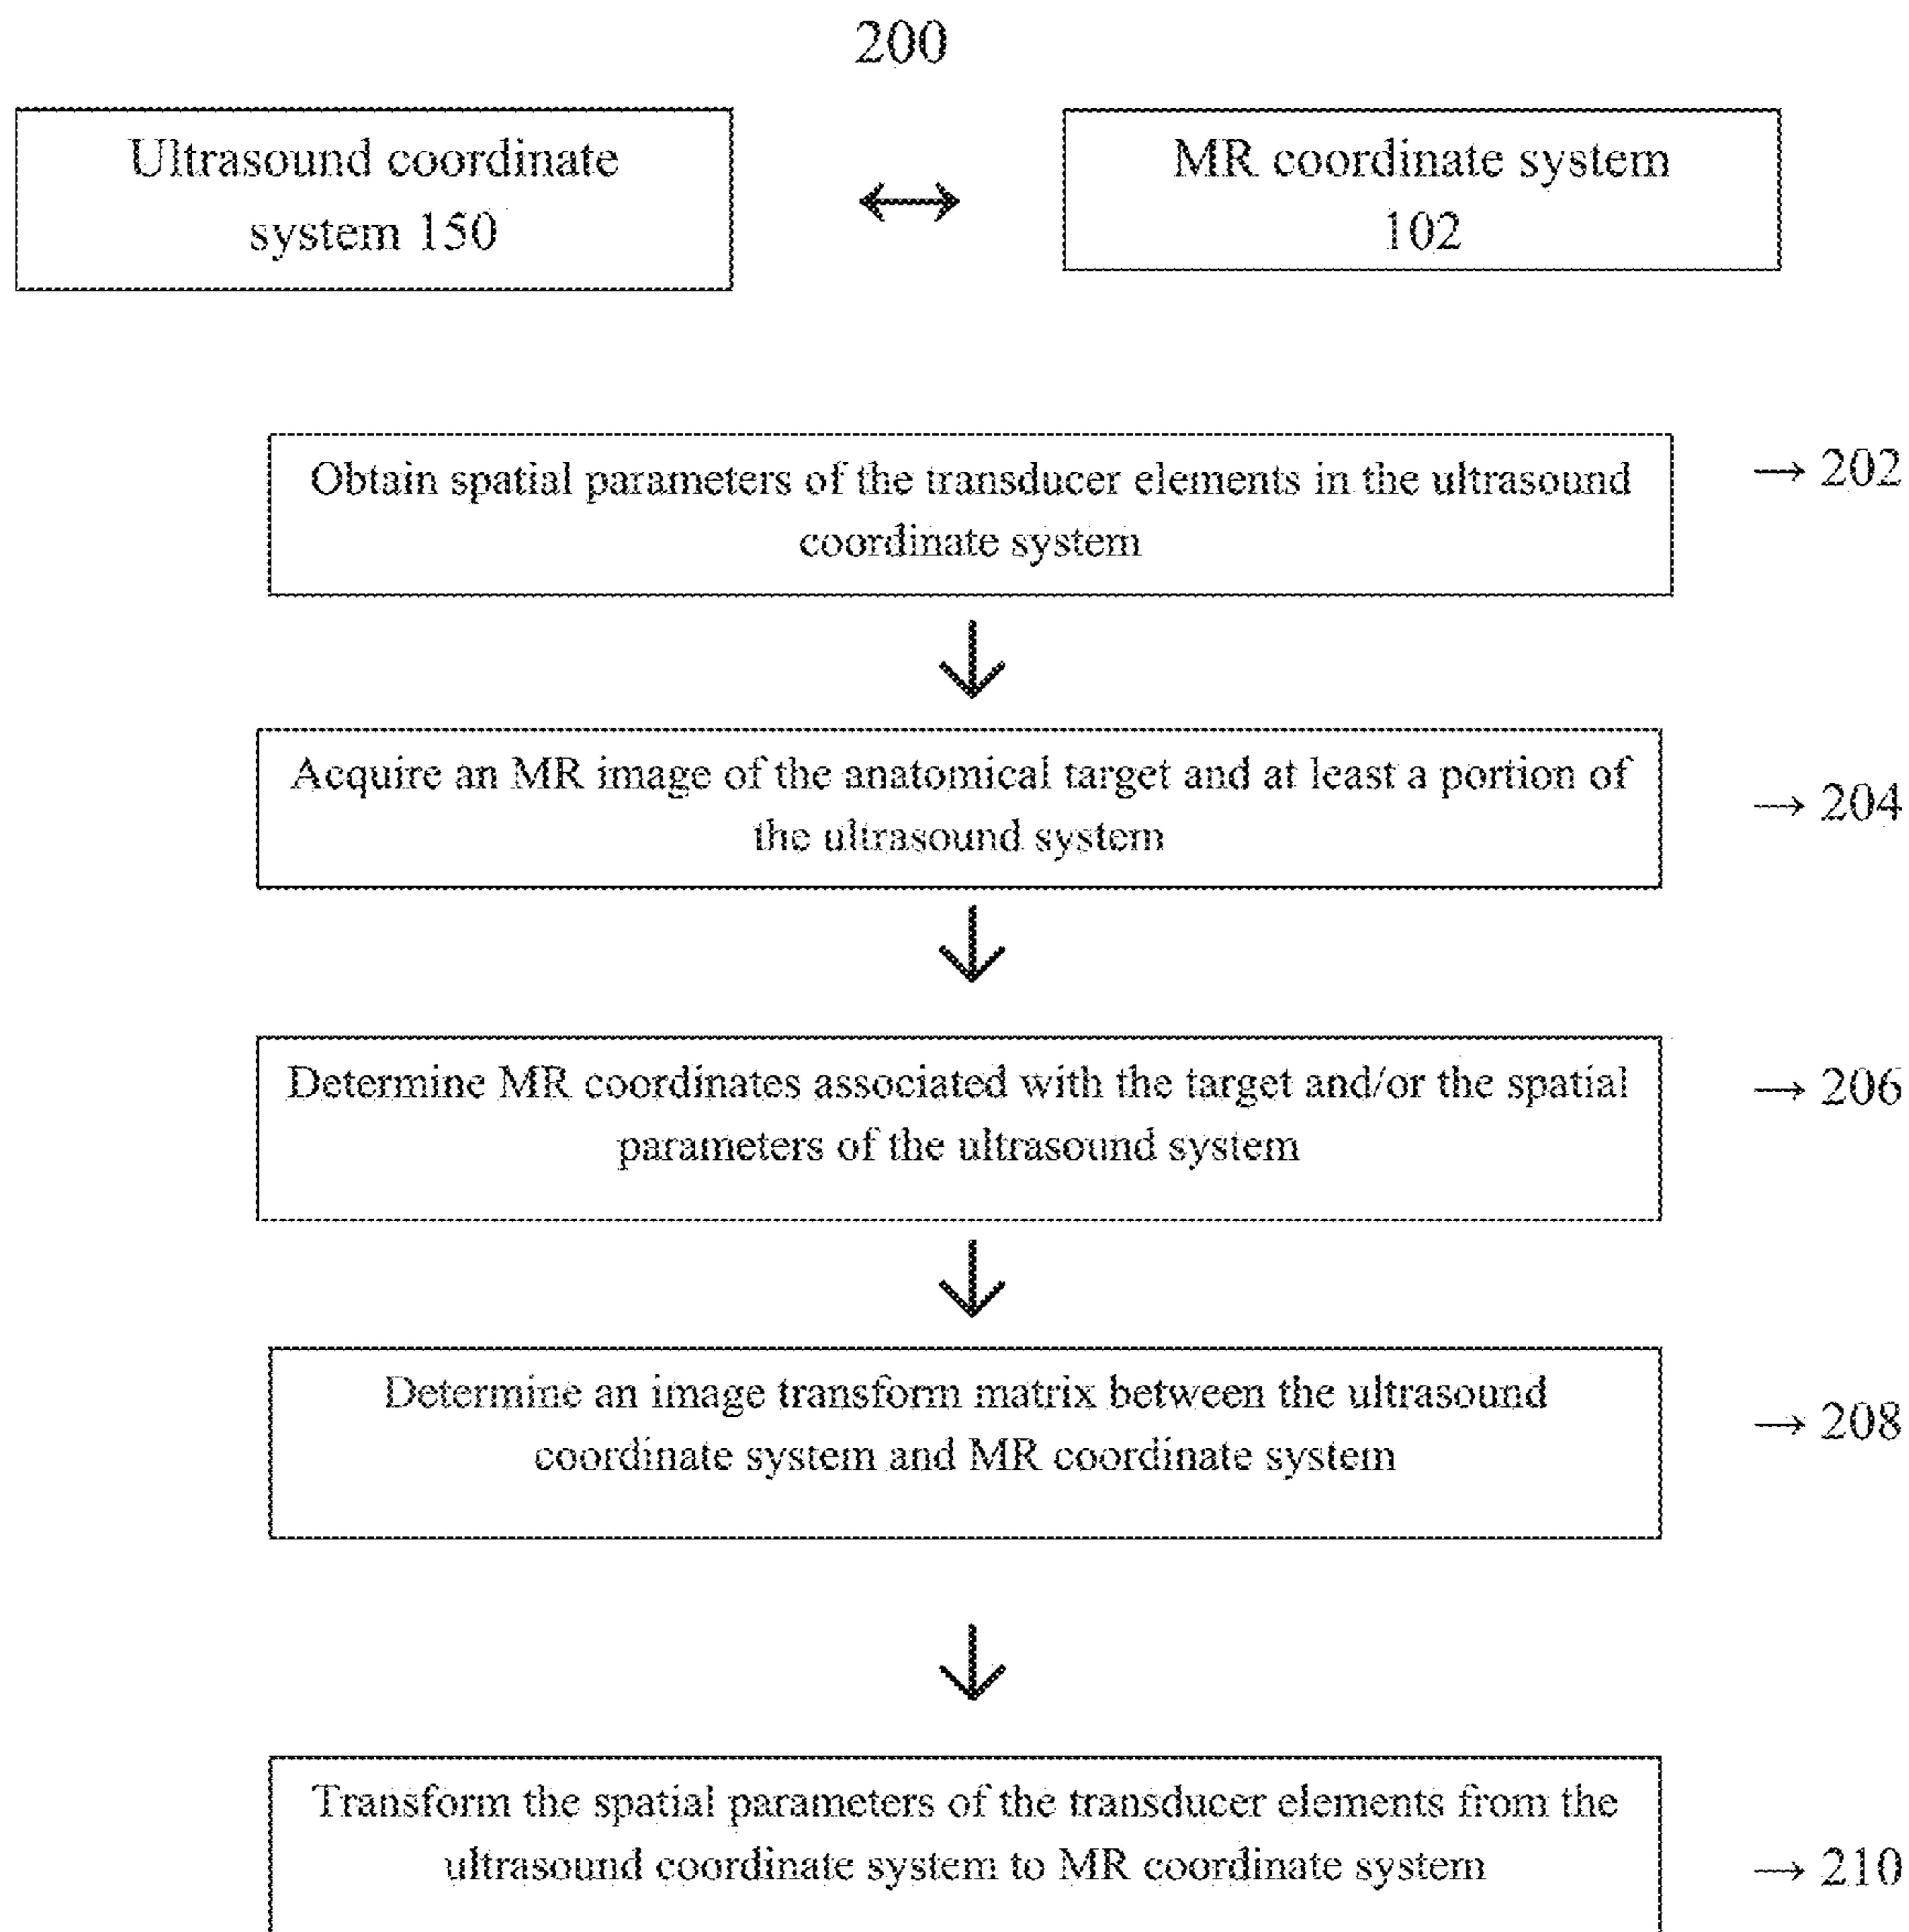 200
Ultrasound coordinate
system 150
MR coordinate system
102
Obtain spatial parameters of the transducer elements in the ultrasound
coordinate system
→ 202
Acquire an MR image of the anatomical target and at least a portion of
the ultrasound system
→ 204
Determine MR coordinates associated with the target and/or the spatial
parameters of the ultrasound system
→ 206
Determine an image transform matrix between the ultrasound
coordinate system and MR coordinate system
→ 208
Transform the spatial parameters of the transducer elements from the
ultrasound coordinate system to MR coordinate system
→ 210